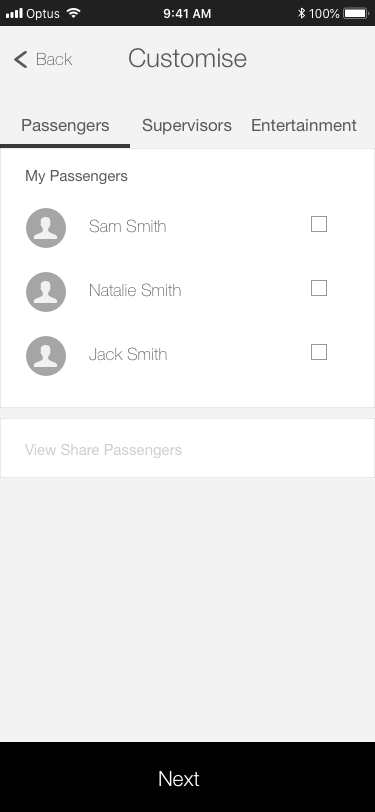 Optus 9:41 AM 100%
Back Customise
Passengers Supervisors Entertainment
My Passengers
Sam Smith
Natalie Smith
Jack Smith
View Share Passengers
Next